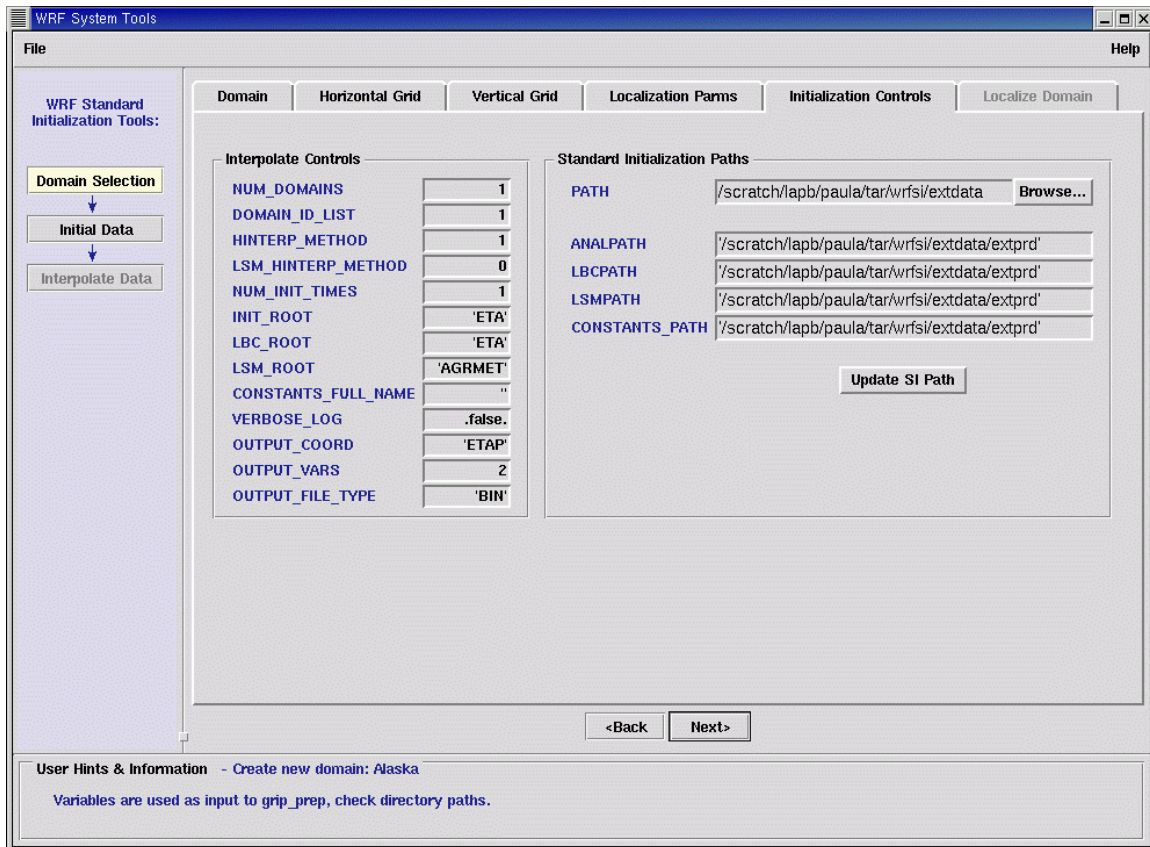 WRF System Tools
File
Help
WRF Standard
Initialization Tools:
Domain Selection
Initial Data
Interpolate Data
Domain
Horizontal Grid
Vertical Grid
Localization Parms
Initialization Controls
Localize Domain
Interpolate Controls
NUM_DOMAINS 1
DOMAIN_ID_LIST 1
HINTERP_METHOD 1
LSM_HINTERP_METHOD 0
NUM_INIT_TIMES 1
INIT_ROOT 'ETA'
LBC_ROOT 'ETA'
LSM_ROOT 'AGRMET'
CONSTANTS_FULL_NAME ''
VERBOSE_LOG .false.
OUTPUT_COORD 'ETAP'
OUTPUT_VARS 2
OUTPUT_FILE_TYPE 'BIN'
Standard Initialization Paths
PATH /scratch/lapb/paula/tar/wrfsi/extdata Browse...
ANALPATH '/scratch/lapb/paula/tar/wrfsi/extdata/extprd'
LBCPATH '/scratch/lapb/paula/tar/wrfsi/extdata/extprd'
LSMPATH '/scratch/lapb/paula/tar/wrfsi/extdata/extprd'
CONSTANTS_PATH '/scratch/lapb/paula/tar/wrfsi/extdata/extprd'
Update SI Path
<Back
Next>
User Hints & Information - Create new domain: Alaska
Variables are used as input to grip_prep, check directory paths.